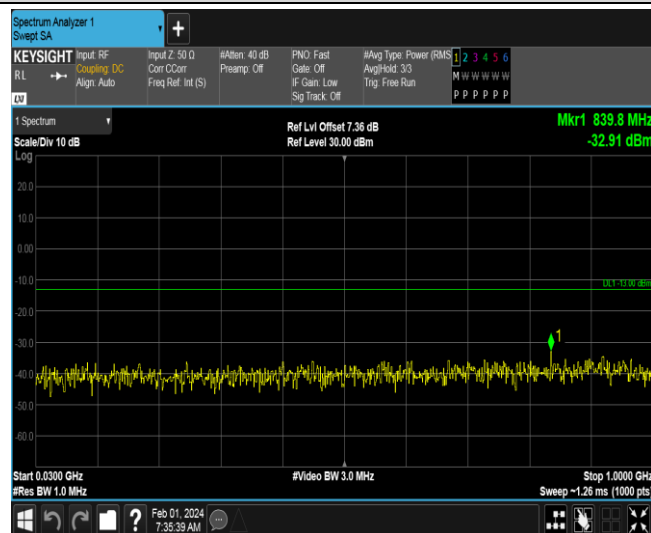 Spectrum Analyzer 1
Swept SA
+
KEYSIGHT Input: RF Input Z: 50 Ω #Atten: 40 dB PNO: Fast #Avg Type: Power (RMS 1 2 3 4 5 6
RL Coupling: DC Corr CCorr Preamp: Off Gate: Off Avg|Hold: 3/3 M W W W W W
Align: Auto Freq Ref: Int (S) IF Gain: Low Trig: Free Run
Sig Track: Off P P P P P P
LXI
1 Spectrum Ref Lvl Offset 7.36 dB Mkr1 839.8 MHz
Scale/Div 10 dB Ref Level 30.00 dBm -32.91 dBm
Log
20.0
10.0
0.00
-10.0
DL1 -13.00 dBm
-20.0
-30.0
1
-40.0
-50.0
-60.0
Start 0.0300 GHz #Video BW 3.0 MHz Stop 1.0000 GHz
#Res BW 1.0 MHz Sweep ~1.26 ms (1000 pts)
? Feb 01, 2024
7:35:39 AM